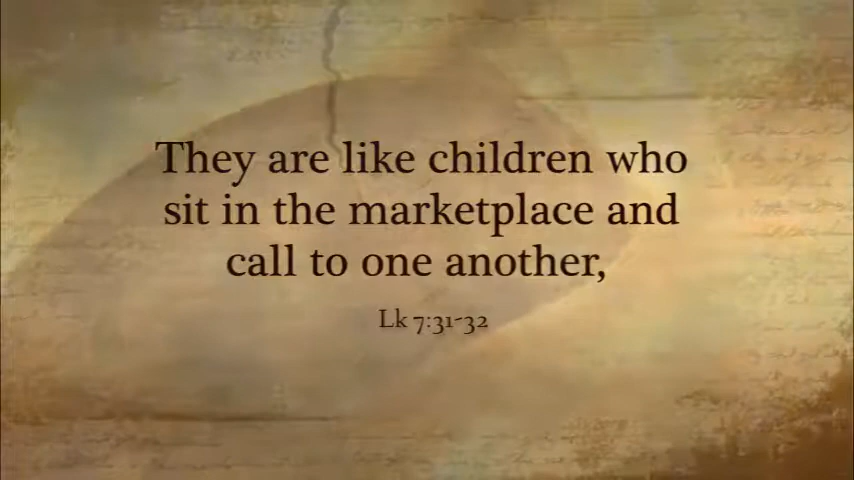 They are like children who
sit in the marketplace and
call to one another,
Lk 7:31-32